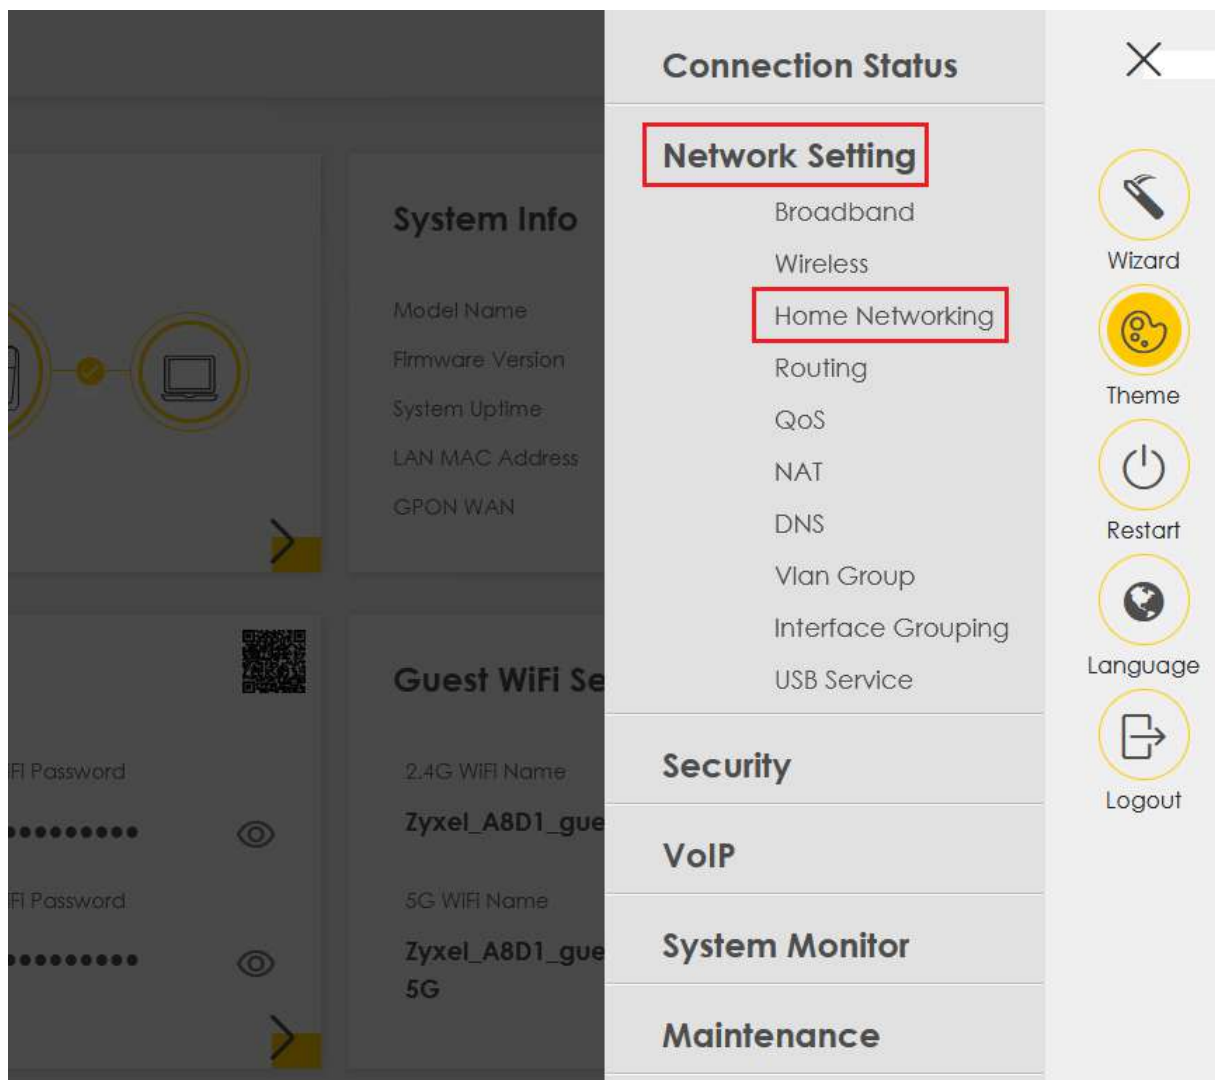 Connection Status
Network Setting
Broadband
Wireless
Home Networking
Routing
QoS
NAT
DNS
Vlan Group
Interface Grouping
USB Service
Security
VoIP
System Monitor
Maintenance
Wizard
Theme
Restart
Language
Logout
System Info
Model Name
Firmware Version
System Uptime
LAN MAC Address
GPON WAN
Guest WiFi Se
WiFi Password
2.4G WiFi Name
Zyxel_A8D1_gue
WiFi Password
5G WiFi Name
Zyxel_A8D1_gue
5G